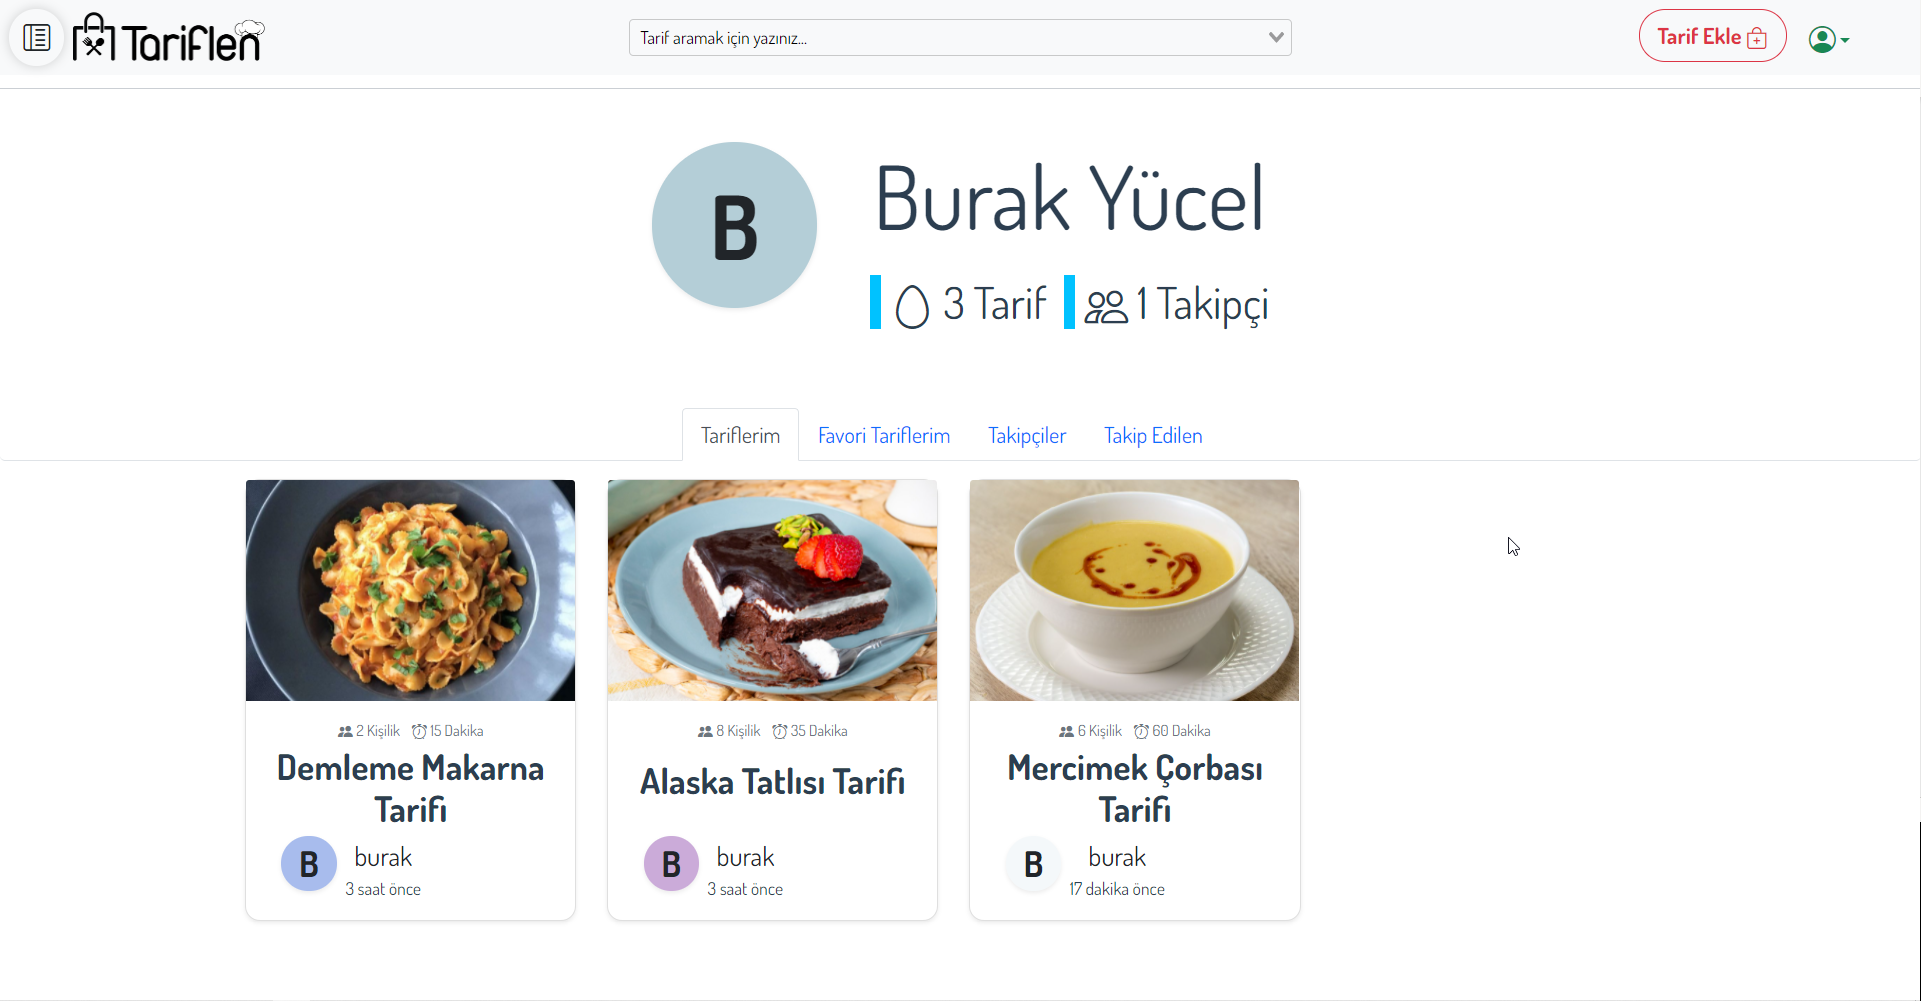 Tariflen
Tarif aramak için yazınız...
Tarif Ekle
B
Burak Yücel
3 Tarif
1 Takipçi
Tariflerim
Favori Tariflerim
Takipçiler
Takip Edilen
2 Kişilik 15 Dakika
Demleme Makarna
Tarifi
B
burak
3 saat önce
8 Kişilik 35 Dakika
Alaska Tatlısı Tarifi
B
burak
3 saat önce
6 Kişilik 60 Dakika
Mercimek Çorbası
Tarifi
B
burak
17 dakika önce